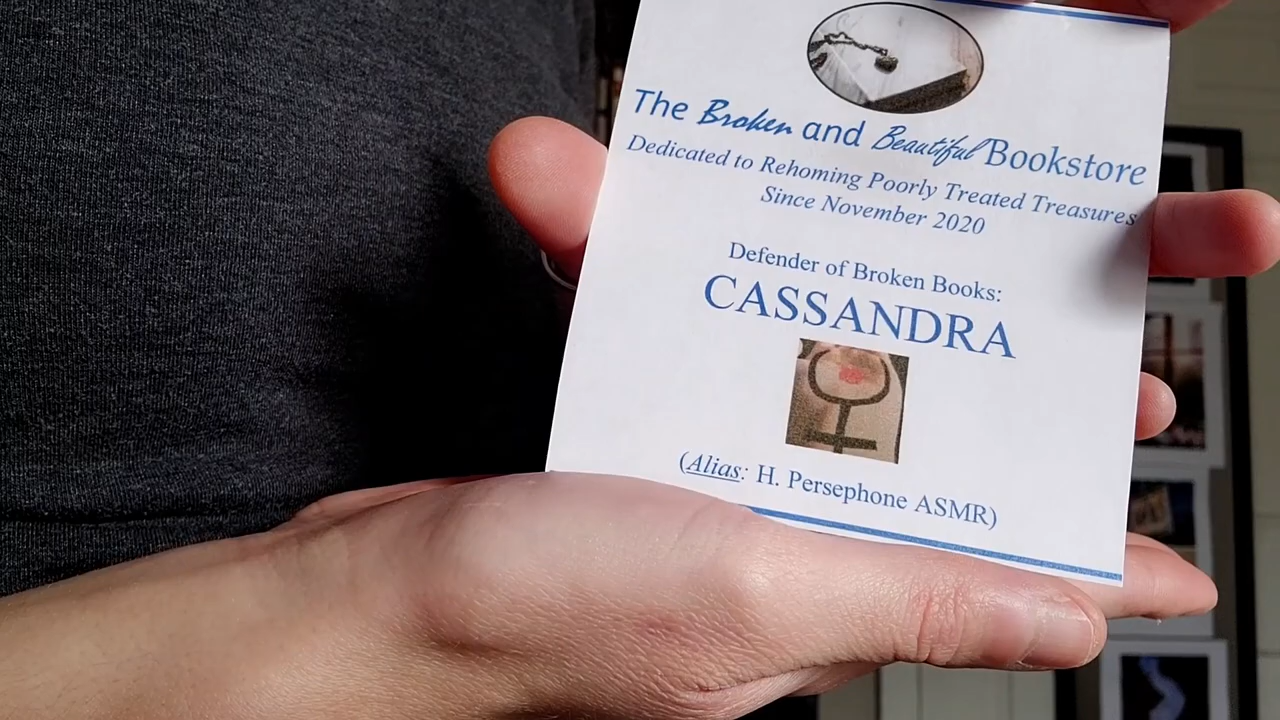 The Broken and Beautiful Bookstore
Dedicated to Rehoming Poorly Treated Treasures
Since November 2020
Defender of Broken Books:
CASSANDRA
(Alias: H. Persephone ASMR)